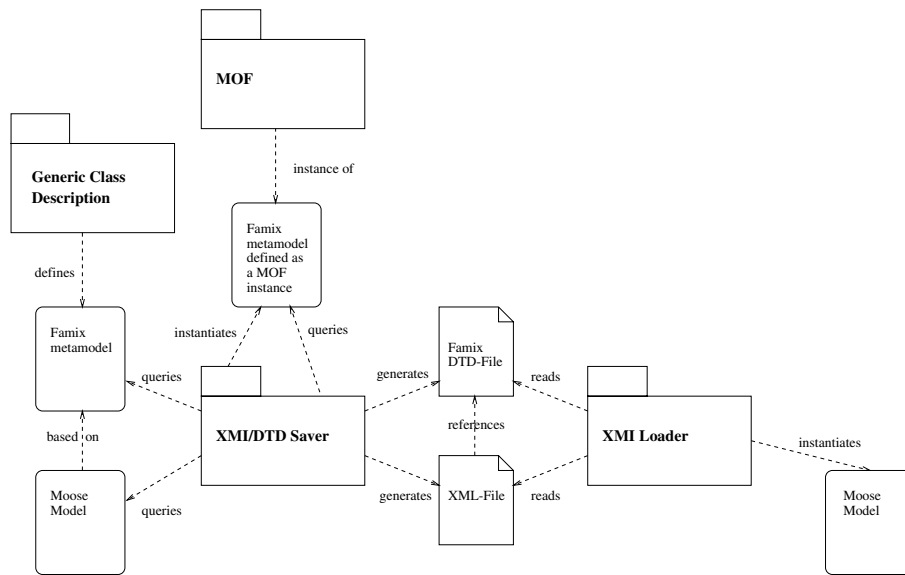 MOF
instance of
Generic Class
Description
Famix
metamodel
defined as
a MOF
instance
defines
instantiates
queries
Famix
metamodel
Famix
DTD-File
queries
generates
reads
based on
XMI/DTD Saver
references
XMI Loader
instantiates
Moose
Model
queries
generates
XML-File
reads
Moose
Model